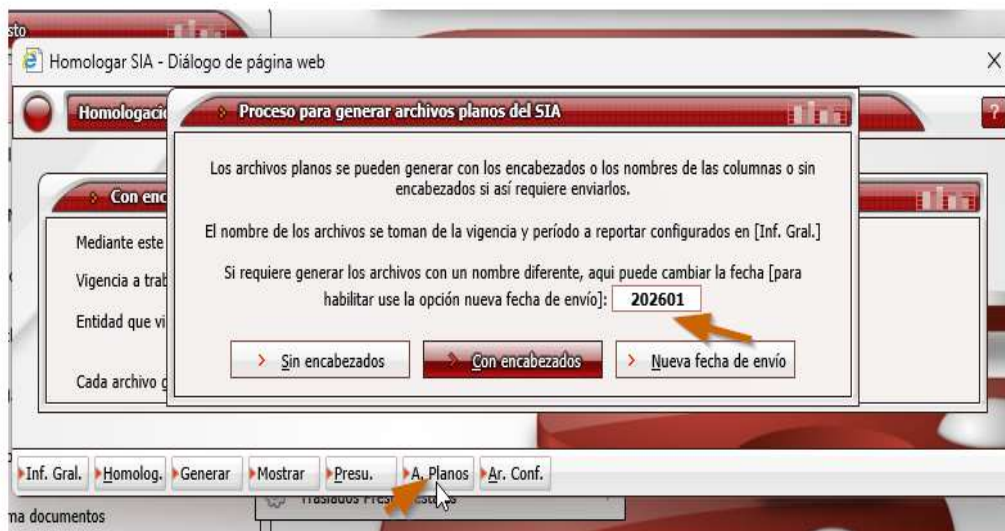 sto
Homologar SIA - Diálogo de página web
Homologació
Proceso para generar archivos planos del SIA
?
Los archivos planos se pueden generar con los encabezados o los nombres de las columnas o sin
encabezados si así requiere enviarlos.
Con enc
El nombre de los archivos se toman de la vigencia y período a reportar configurados en [Inf. Gral.]
Mediante este
Si requiere generar los archivos con un nombre diferente, aqui puede cambiar la fecha [para
habilitar use la opción nueva fecha de envío]: 202601
Vigencia a trab
Entidad que vi
Sin encabezados
Con encabezados
Nueva fecha de envío
Cada archivo g
Inf. Gral.
Homolog.
Generar
Mostrar
Presu.
A. Planos
Ar. Conf.
ma documentos